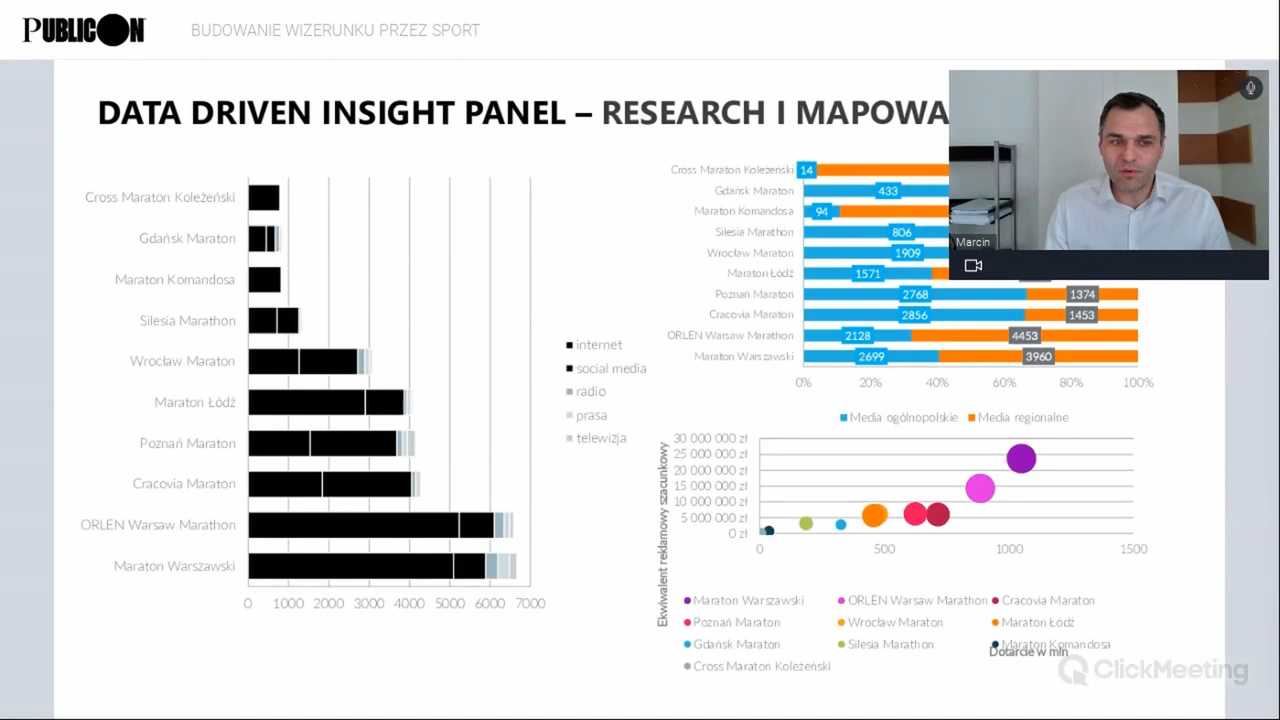 PUBLICON
BUDOWANIE WIZERUNKU PRZEZ SPORT
DATA DRIVEN INSIGHT PANEL – RESEARCH I MAPOWA
Marcin
Cross Maraton Koleżeński
Gdańsk Maraton
Maraton Komandosa
Silesia Marathon
Wrocław Maraton
Maraton Łódź
Poznań Maraton
Cracovia Maraton
ORLEN Warsaw Marathon
Maraton Warszawski
0 1000 2000 3000 4000 5000 6000 7000
internet
social media
radio
prasa
telewizja
Cross Maraton Koleżeński 14
Gdańsk Maraton 433
Maraton Komandosa 94
Silesia Marathon 806
Wrocław Maraton 1909
Maraton Łódź 1571
Poznań Maraton 2768 1374
Cracovia Maraton 2856 1453
ORLEN Warsaw Marathon 2128 4453
Maraton Warszawski 2699 3960
0% 20% 40% 60% 80% 100%
Media ogólnopolskie Media regionalne
Ekwiwalent reklamowy szacunkowy
30 000 000 zł
25 000 000 zł
20 000 000 zł
15 000 000 zł
10 000 000 zł
5 000 000 zł
0 zł
0 500 1000 1500
Maraton Warszawski ORLEN Warsaw Marathon Cracovia Maraton
Poznań Maraton Wrocław Maraton Maraton Łódź
Gdańsk Maraton Silesia Marathon Maraton Komandosa
Dotarcie w mln
Cross Maraton Koleżeński
ClickMeeting